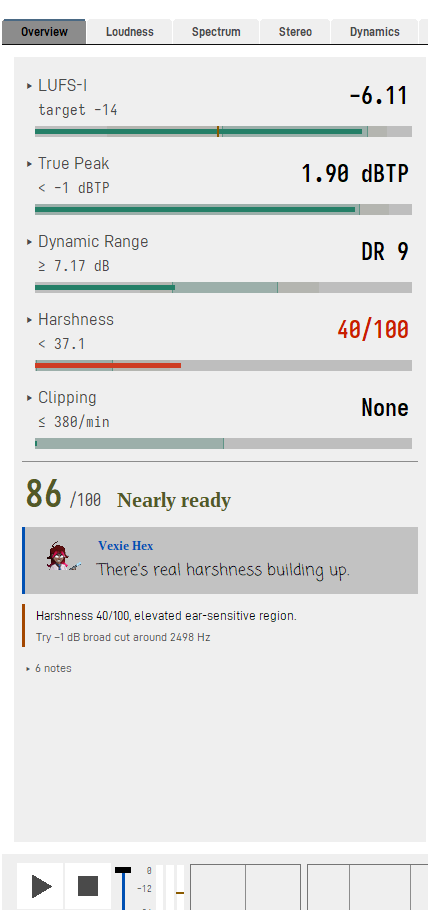 Overview Loudness Spectrum Stereo Dynamics
LUFS-I
-6.11
target -14
True Peak
1.90 dBTP
< -1 dBTP
Dynamic Range
DR 9
≥ 7.17 dB
Harshness
40/100
< 37.1
Clipping
None
≤ 380/min
86 /100 Nearly ready
Vexie Hex
There's real harshness building up.
Harshness 40/100, elevated ear-sensitive region.
Try -1 dB broad cut around 2498 Hz
6 notes
0
-12